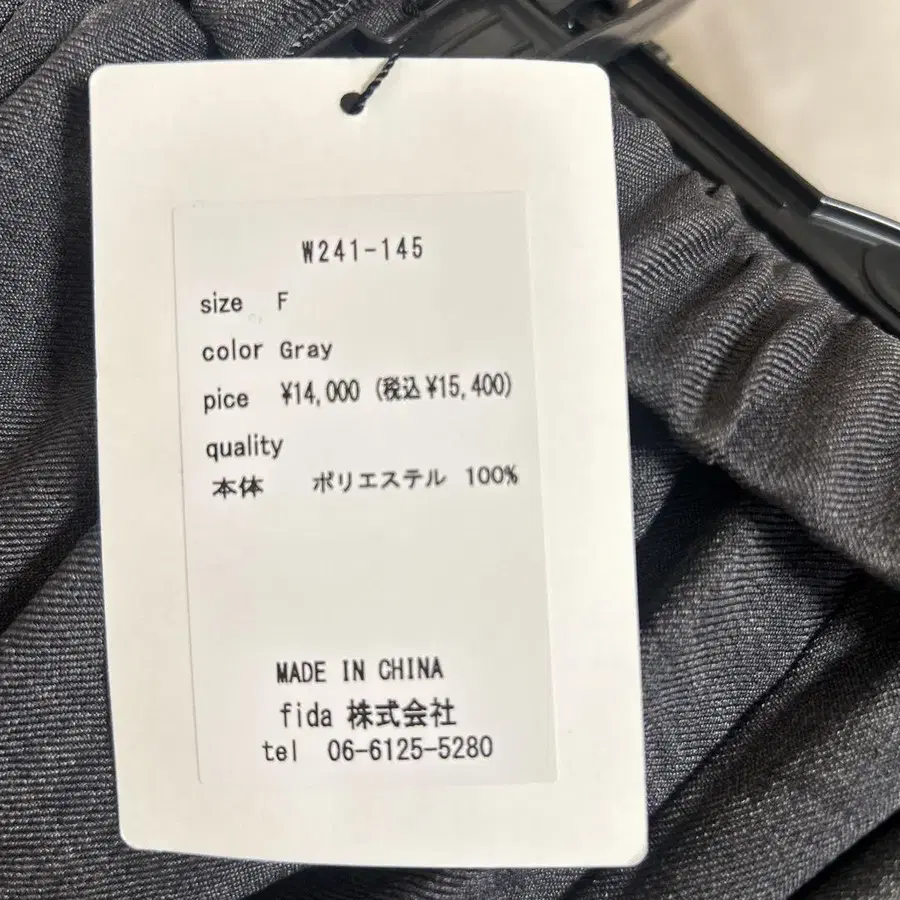 W241-145
size F
color Gray
pice ¥14,000 (税込¥15,400)
quality
本体 ポリエステル 100%
MADE IN CHINA
fida 株式会社
tel 06-6125-5280